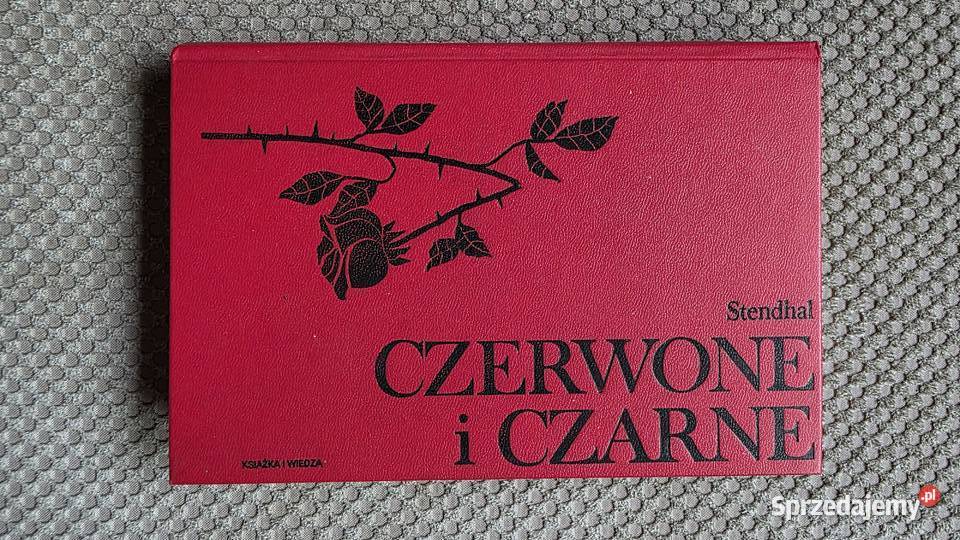 Stendhal
CZERWONE
i CZARNE
KSIĄŻKA I WIEDZA
Sprzedajemy.pl